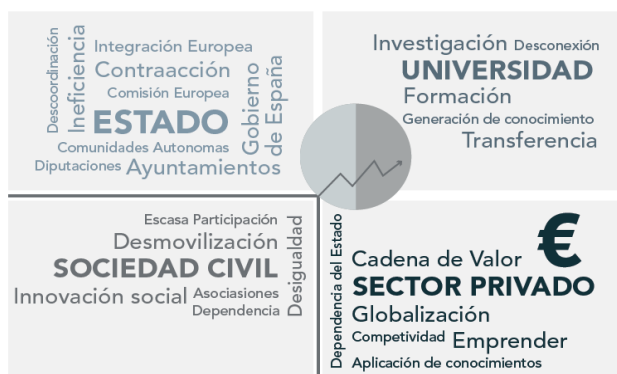 Descoordinación
Ineficiencia
Integración Europea
Contraacción
Comisión Europea
ESTADO
Gobierno
de España
Comunidades Autonomas
Diputaciones Ayuntamientos
Investigación Desconexión
UNIVERSIDAD
Formación
Generación de conocimiento
Transferencia
Escasa Participación
Desmovilización
SOCIEDAD CIVIL
Innovación social Asociasiones
Dependencia
Desigualdad
Dependencia del Estado
€
Cadena de Valor
SECTOR PRIVADO
Globalización
Competividad Emprender
Aplicación de conocimientos